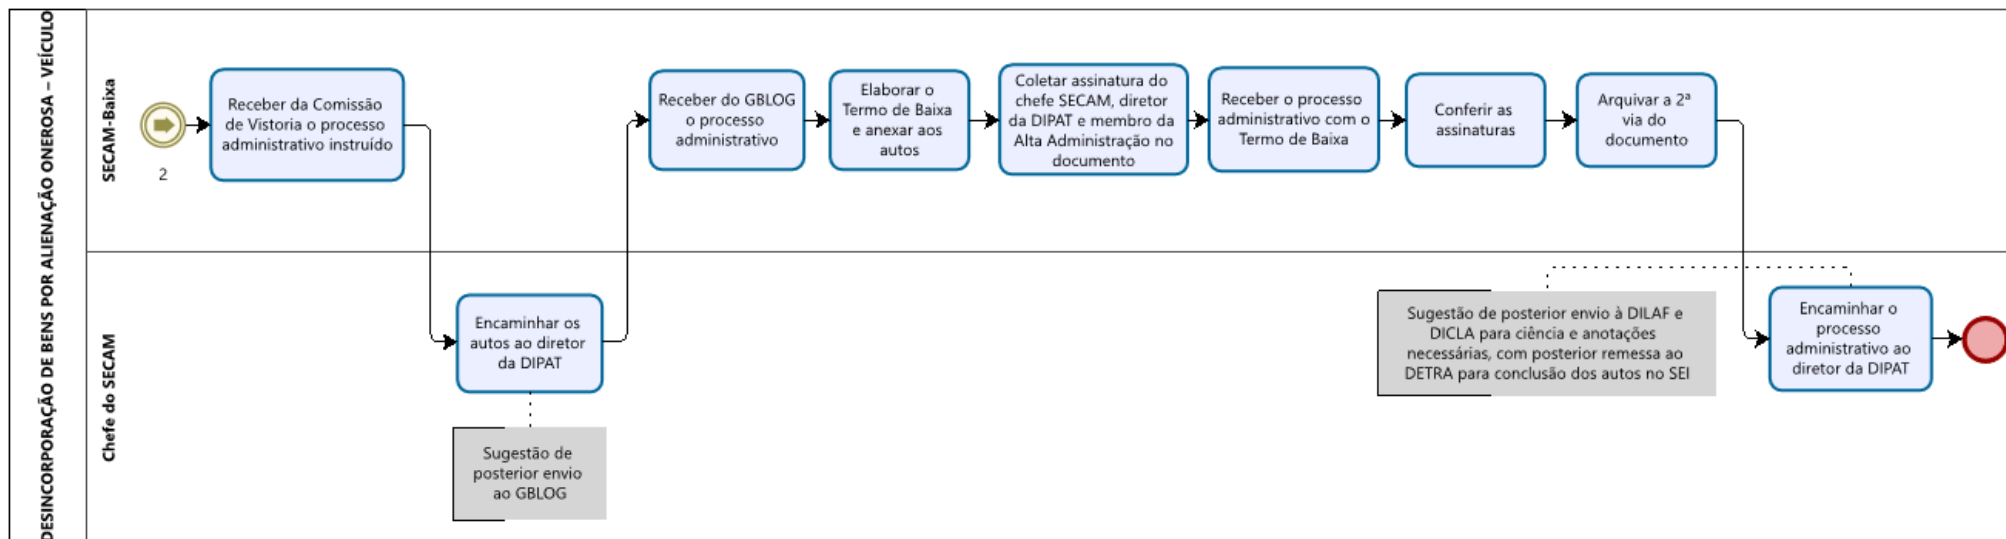 DESINCORPORAÇÃO DE BENS POR ALIENAÇÃO ONEROSA – VEÍCULO
SECAM-Baixa
2
Receber da Comissão
de Vistoria o processo
administrativo instruído
Receber do GBLOG
o processo
administrativo
Elaborar o
Termo de Baixa
e anexar aos
autos
Coletar assinatura do
chefe SECAM, diretor
da DIPAT e membro da
Alta Administração no
documento
Receber o processo
administrativo com o
Termo de Baixa
Conferir as
assinaturas
Arquivar a 2ª
via do
documento
Chefe do SECAM
Encaminhar os
autos ao diretor
da DIPAT
Sugestão de
posterior envio
ao GBLOG
Sugestão de posterior envio à DILAF e
DICLA para ciência e anotações
necessárias, com posterior remessa ao
DETRA para conclusão dos autos no SEI
Encaminhar o
processo
administrativo ao
diretor da DIPAT